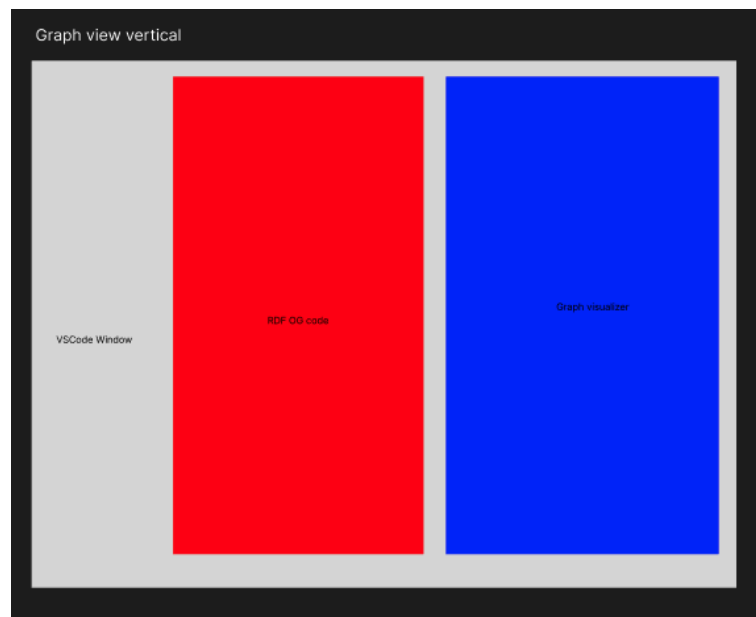 Graph view vertical
VSCode Window
RDF OG code
Graph visualizer